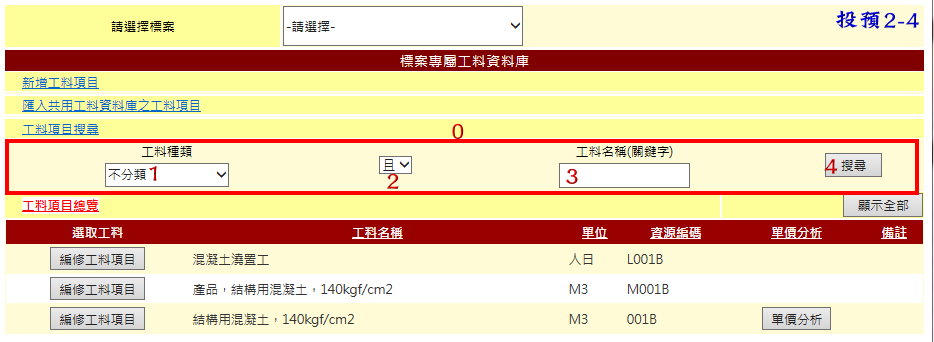 投預2-4
請選擇標案 -請選擇-
標案專屬工料資料庫
新增工料項目
匯入共用工料資料庫之工料項目
工料項目搜尋 0
工料種類 工料名稱(關鍵字)
不分類 1 且 2 3 4 搜尋
工料項目總覽 顯示全部
選取工料 工料名稱 單位 資源編碼 單價分析 備註
編修工料項目 混凝土澆置工 人日 L001B
編修工料項目 產品，結構用混凝土，140kgf/cm2 M3 M001B
編修工料項目 結構用混凝土，140kgf/cm2 M3 001B 單價分析